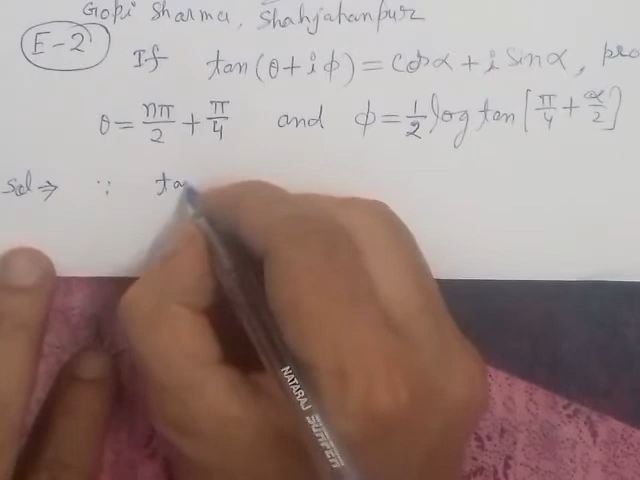 Gopi Sharma, Shahjahanpur
E-2 If tan(θ+iϕ)=cosα+i sinα,
θ=nπ/2+π/4 and ϕ=1/2 log tan[π/4+α/2]
Sol⇒ ∵ ta
NATARAJ